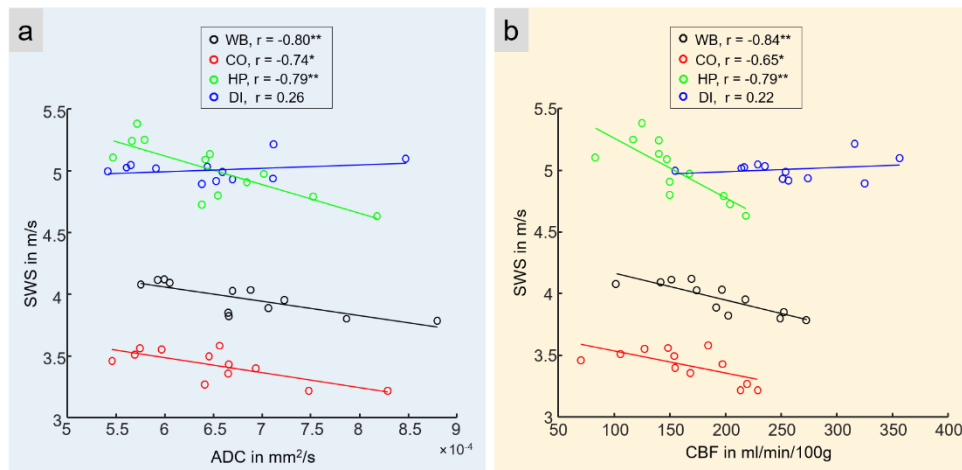 a
WB, r = -0.80**
CO, r = -0.74*
HP, r = -0.79**
DI, r = 0.26
5.5
5
4.5
4
3.5
3
SWS in m/s
5 5.5 6 6.5 7 7.5 8 8.5 9
ADC in mm²/s
× 10⁻⁴
b
WB, r = -0.84**
CO, r = -0.65*
HP, r = -0.79**
DI, r = 0.22
5.5
5
4.5
4
3.5
3
SWS in m/s
50 100 150 200 250 300 350 400
CBF in ml/min/100g